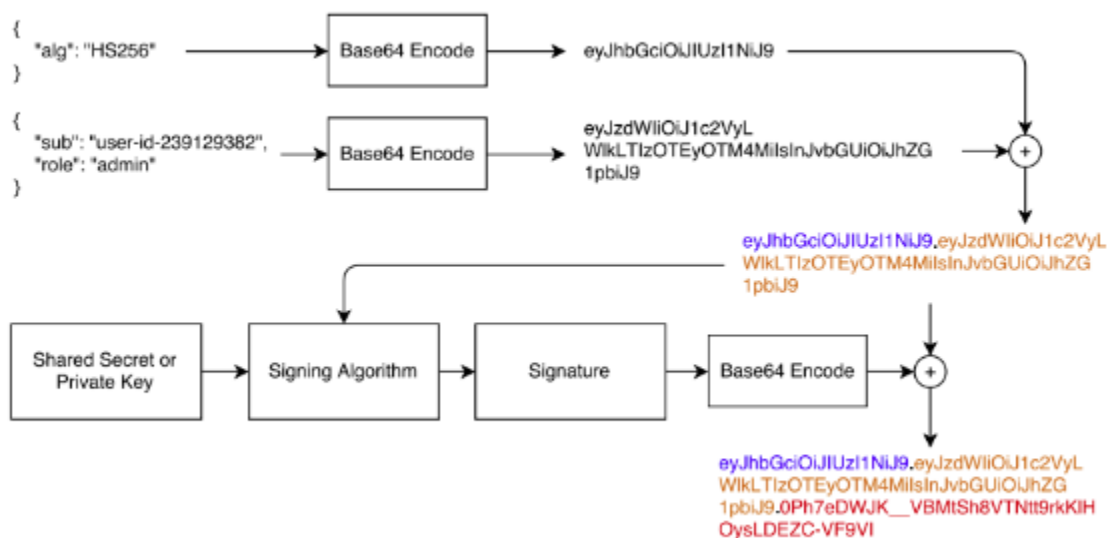 {
"alg": "HS256"
}
Base64 Encode
eyJhbGciOiJIUzI1NiJ9
{
"sub": "user-id-239129382",
"role": "admin"
}
Base64 Encode
eyJzdWIiOiJ1c2VyL
WlkLTIzOTEyOTM4MiIsInJvbGUiOiJhZG
1pbiJ9
+
eyJhbGciOiJIUzI1NiJ9.eyJzdWIiOiJ1c2VyL
WlkLTIzOTEyOTM4MiIsInJvbGUiOiJhZG
1pbiJ9
Shared Secret or
Private Key
Signing Algorithm
Signature
Base64 Encode
+
eyJhbGciOiJIUzI1NiJ9.eyJzdWIiOiJ1c2VyL
WlkLTIzOTEyOTM4MiIsInJvbGUiOiJhZG
1pbiJ9.0Ph7eDWJK__VBMtSh8VTNtt9rkKIH
OysLDEZC-VF9VI